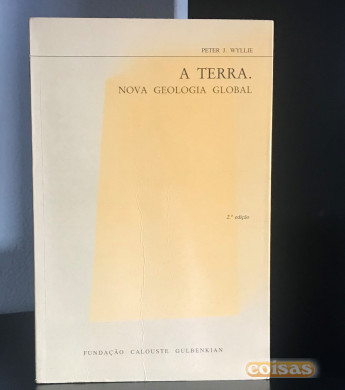 PETER J. WYLLIE
A TERRA.
NOVA GEOLOGIA GLOBAL
2.ª edição
FUNDAÇÃO CALOUSTE GULBENKIAN
coisas